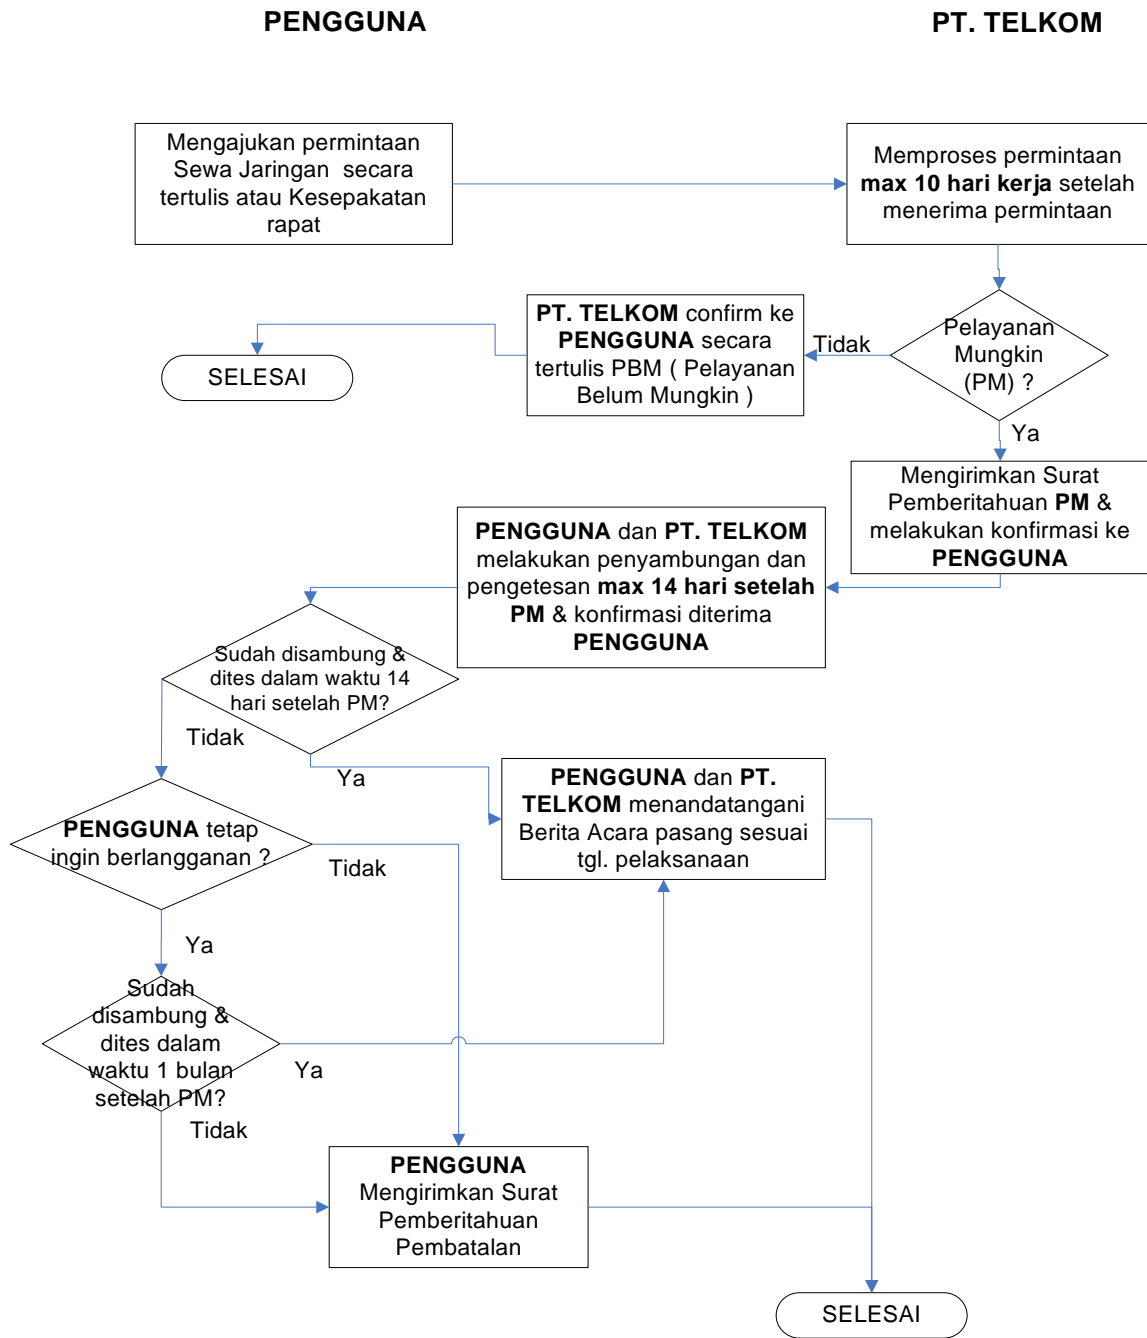 PENGGUNA
PT. TELKOM
Mengajukan permintaan
Sewa Jaringan secara
tertulis atau Kesepakatan
rapat
Memproses permintaan
max 10 hari kerja setelah
menerima permintaan
Pelayanan
Mungkin
(PM) ?
Tidak
PT. TELKOM confirm ke
PENGGUNA secara
tertulis PBM ( Pelayanan
Belum Mungkin )
SELESAI
Ya
Mengirimkan Surat
Pemberitahuan PM &
melakukan konfirmasi ke
PENGGUNA
PENGGUNA dan PT. TELKOM
melakukan penyambungan dan
pengetesan max 14 hari setelah
PM & konfirmasi diterima
PENGGUNA
Sudah disambung &
dites dalam waktu 14
hari setelah PM?
Tidak
Ya
PENGGUNA dan PT.
TELKOM menandatangani
Berita Acara pasang sesuai
tgl. pelaksanaan
PENGGUNA tetap
ingin berlangganan ?
Tidak
Ya
Sudah
disambung &
dites dalam
waktu 1 bulan
setelah PM?
Ya
Tidak
PENGGUNA
Mengirimkan Surat
Pemberitahuan
Pembatalan
SELESAI